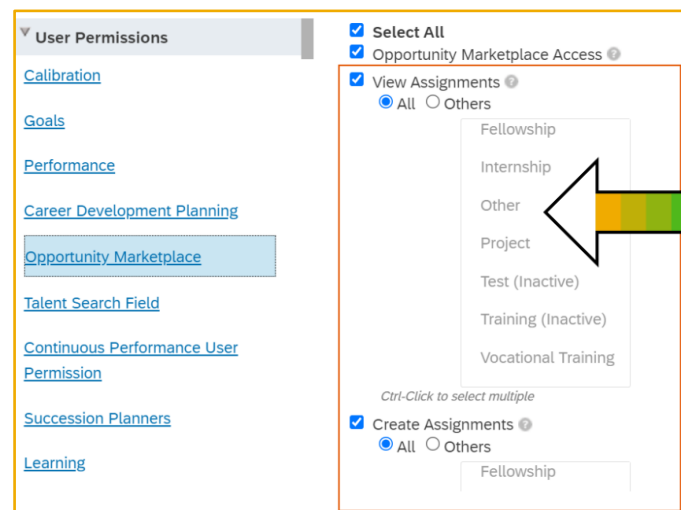 User Permissions
Calibration
Goals
Performance
Career Development Planning
Opportunity Marketplace
Talent Search Field
Continuous Performance User
Permission
Succession Planners
Learning
Select All
Opportunity Marketplace Access
View Assignments
All Others
Fellowship
Internship
Other
Project
Test (Inactive)
Training (Inactive)
Vocational Training
Ctrl-Click to select multiple
Create Assignments
All Others
Fellowship